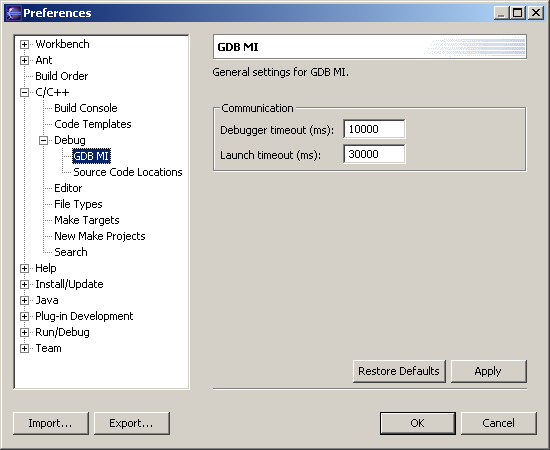 Preferences
Workbench
Ant
Build Order
C/C++
Build Console
Code Templates
Debug
GDB MI
Source Code Locations
Editor
File Types
Make Targets
New Make Projects
Search
Help
Install/Update
Java
Plug-in Development
Run/Debug
Team
GDB MI
General settings for GDB MI.
Communication
Debugger timeout (ms): 10000
Launch timeout (ms): 30000
Restore Defaults Apply
Import... Export... OK Cancel